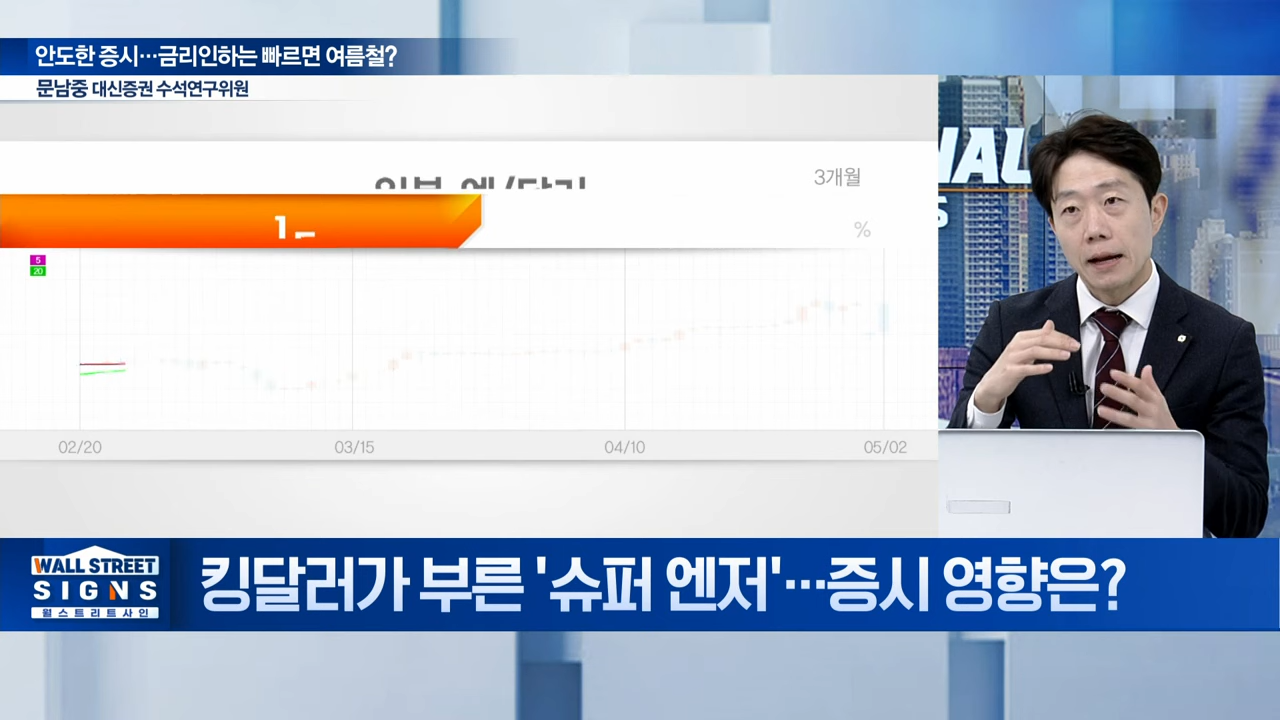 안도한 증시…금리인하는 빠르면 여름철?
문남중 대신증권 수석연구위원
3개월
%
5
20
02/20
03/15
04/10
05/02
WALL STREET
SIGNS
월스트리트사인
킹달러가 부른 '슈퍼 엔저'…증시 영향은?